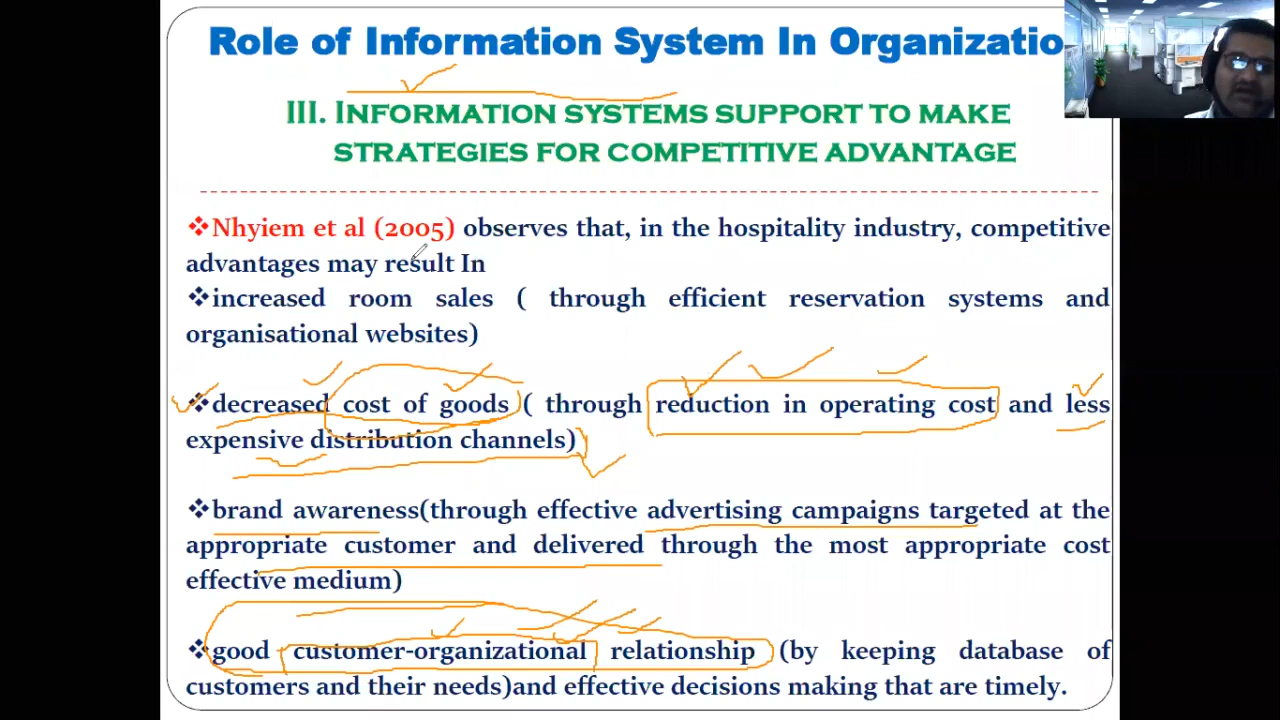 Role of Information System In Organizatio
III. INFORMATION SYSTEMS SUPPORT TO MAKE
STRATEGIES FOR COMPETITIVE ADVANTAGE
❖Nhyiem et al (2005) observes that, in the hospitality industry, competitive
advantages may result In
❖increased room sales ( through efficient reservation systems and
organisational websites)
❖decreased cost of goods ( through reduction in operating cost and less
expensive distribution channels)
❖brand awareness(through effective advertising campaigns targeted at the
appropriate customer and delivered through the most appropriate cost
effective medium)
❖good customer-organizational relationship (by keeping database of
customers and their needs)and effective decisions making that are timely.